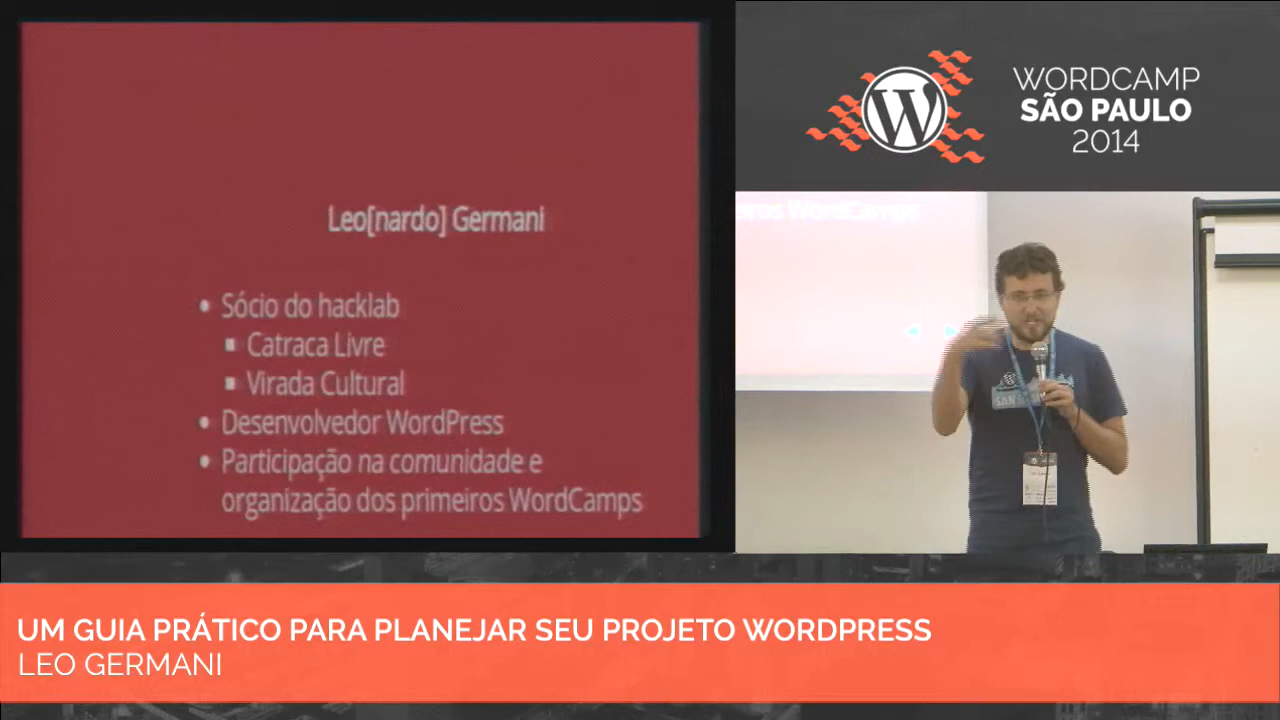 Leo[nardo] Germani
• Sócio do hacklab
▪ Catraca Livre
▪ Virada Cultural
• Desenvolvedor WordPress
• Participação na comunidade e
organização dos primeiros WordCamps
WORDCAMP
SÃO PAULO
2014
UM GUIA PRÁTICO PARA PLANEJAR SEU PROJETO WORDPRESS
LEO GERMANI